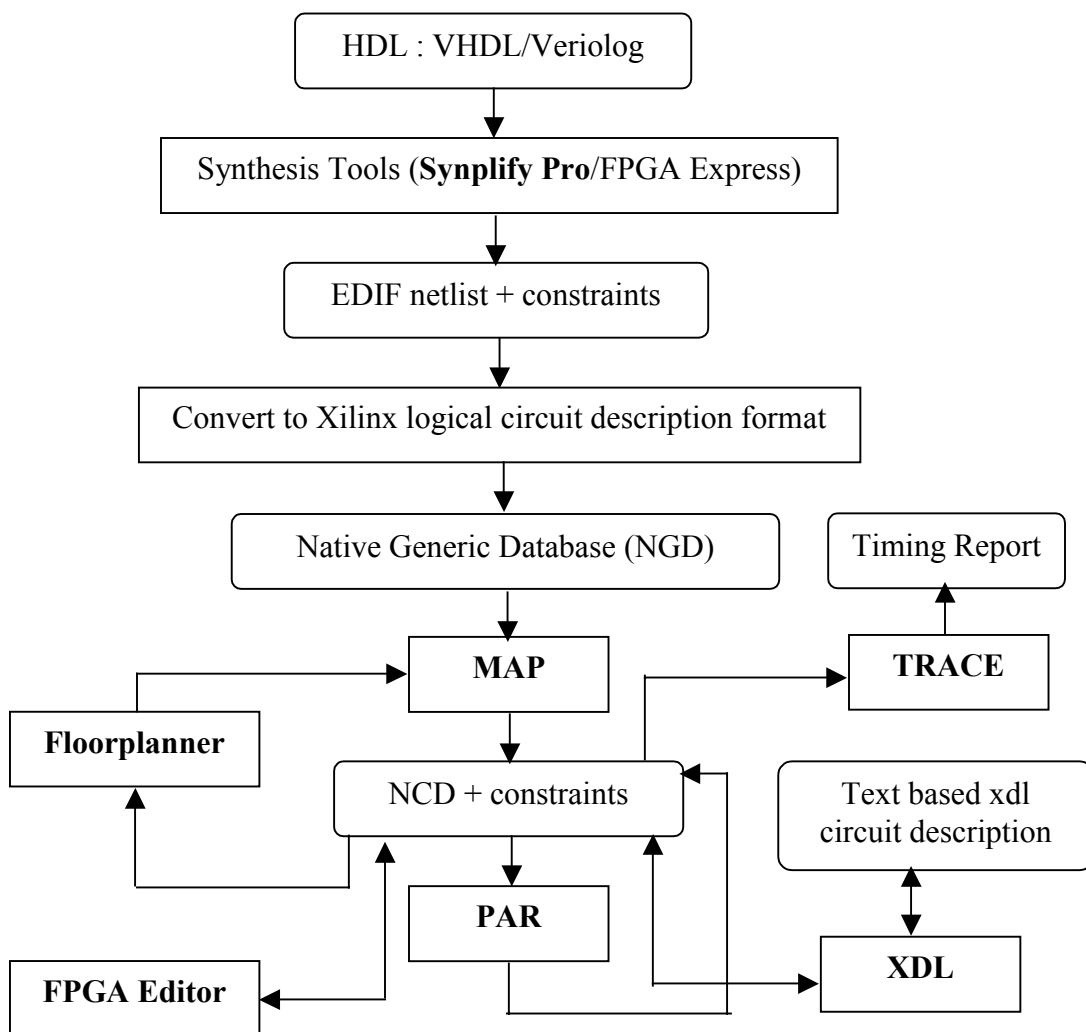 HDL : VHDL/Veriolog
Synthesis Tools (Synplify Pro/FPGA Express)
EDIF netlist + constraints
Convert to Xilinx logical circuit description format
Native Generic Database (NGD)
Timing Report
MAP
TRACE
Floorplanner
NCD + constraints
Text based xdl
circuit description
PAR
XDL
FPGA Editor